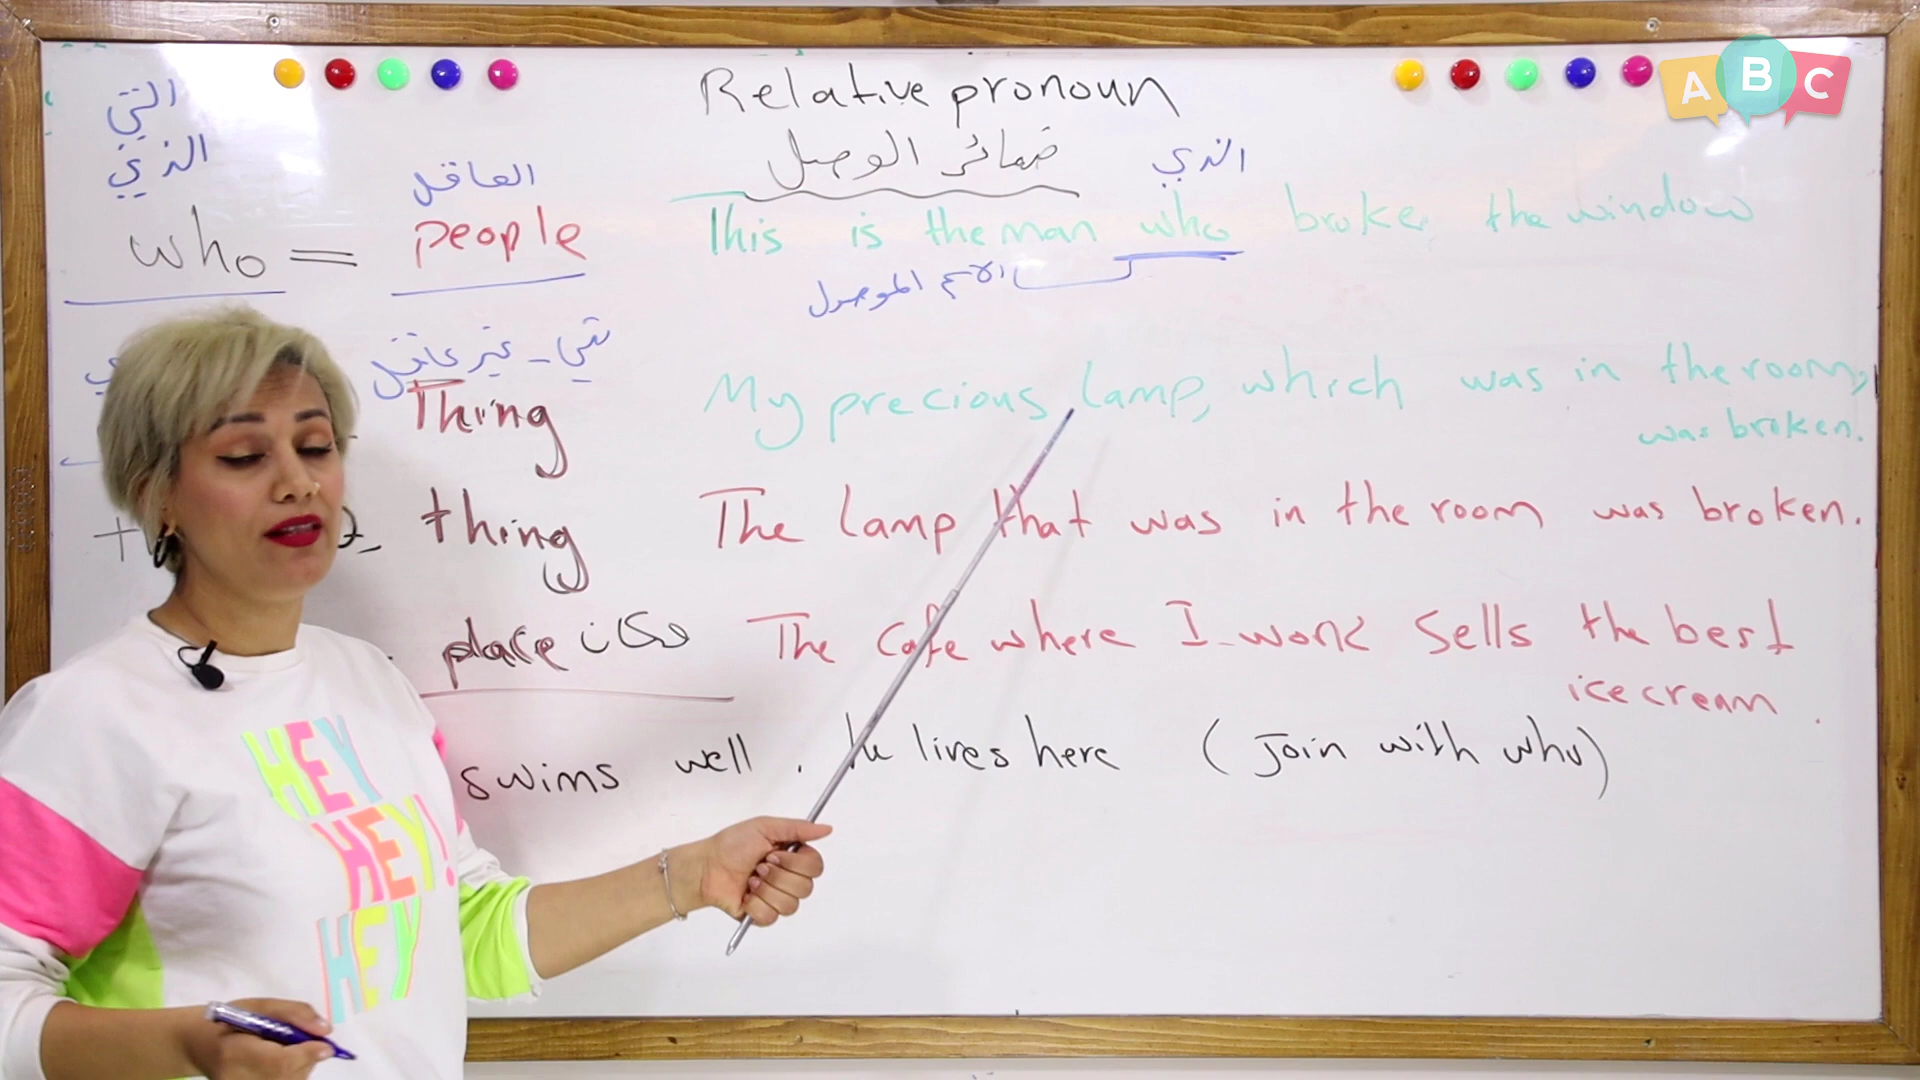 ABC
Relative pronoun
ضمائر الوصل
التي
الذي
العاقل
الذي
who = people
This is the man who broke the window
الاسم الموصول
شيء - غير عاقل
Thing
My precious lamp, which was in the room,
was broken.
thing
The lamp that was in the room was broken.
place مكان
The cafe where I work sells the best
ice cream.
swims well. He lives here (Join with who)
HEY
HEY!
HEY